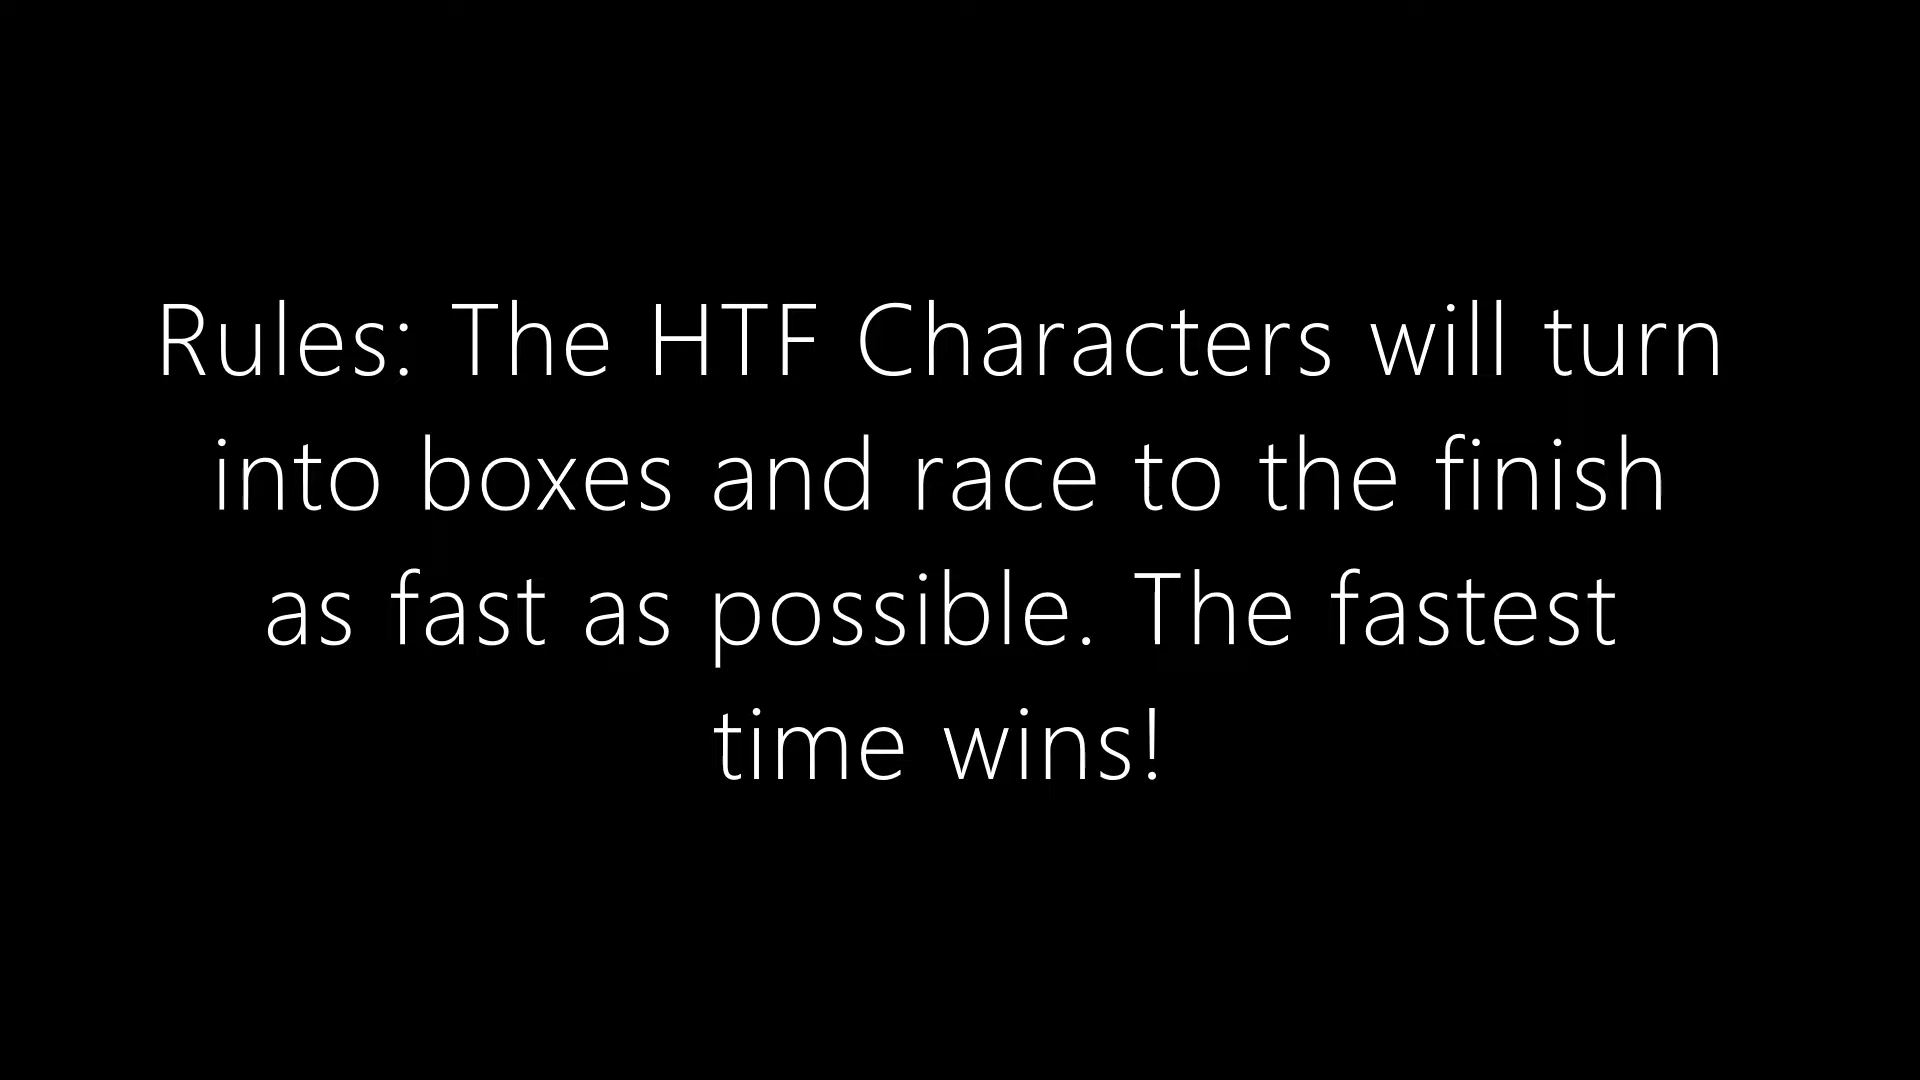 Rules: The HTF Characters will turn
into boxes and race to the finish
as fast as possible. The fastest
time wins!